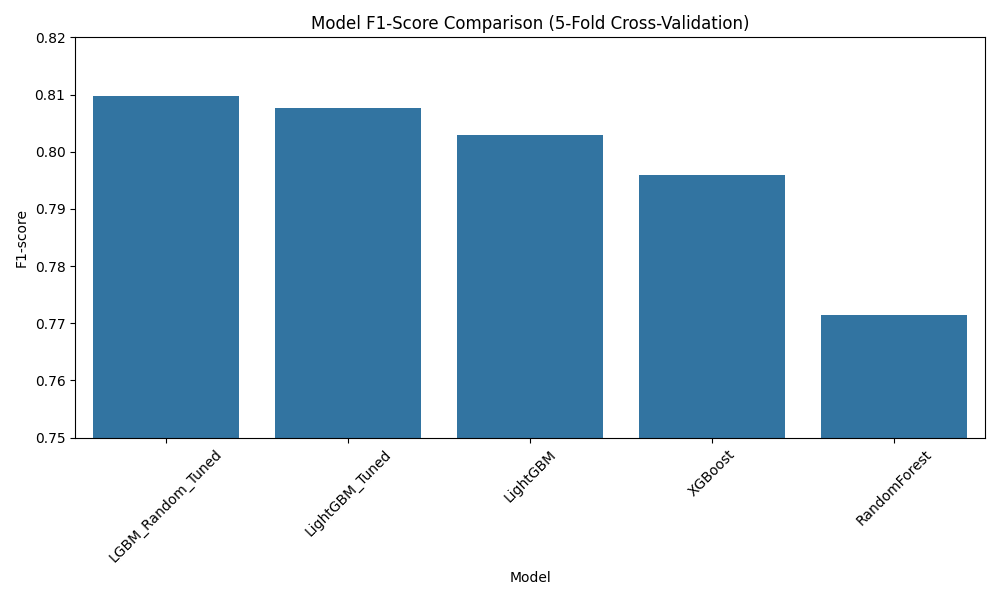 Model F1-Score Comparison (5-Fold Cross-Validation)
0.82
0.81
0.80
0.79
0.78
0.77
0.76
0.75
F1-score
LGBM_Random_Tuned
LightGBM_Tuned
LightGBM
XGBoost
RandomForest
Model